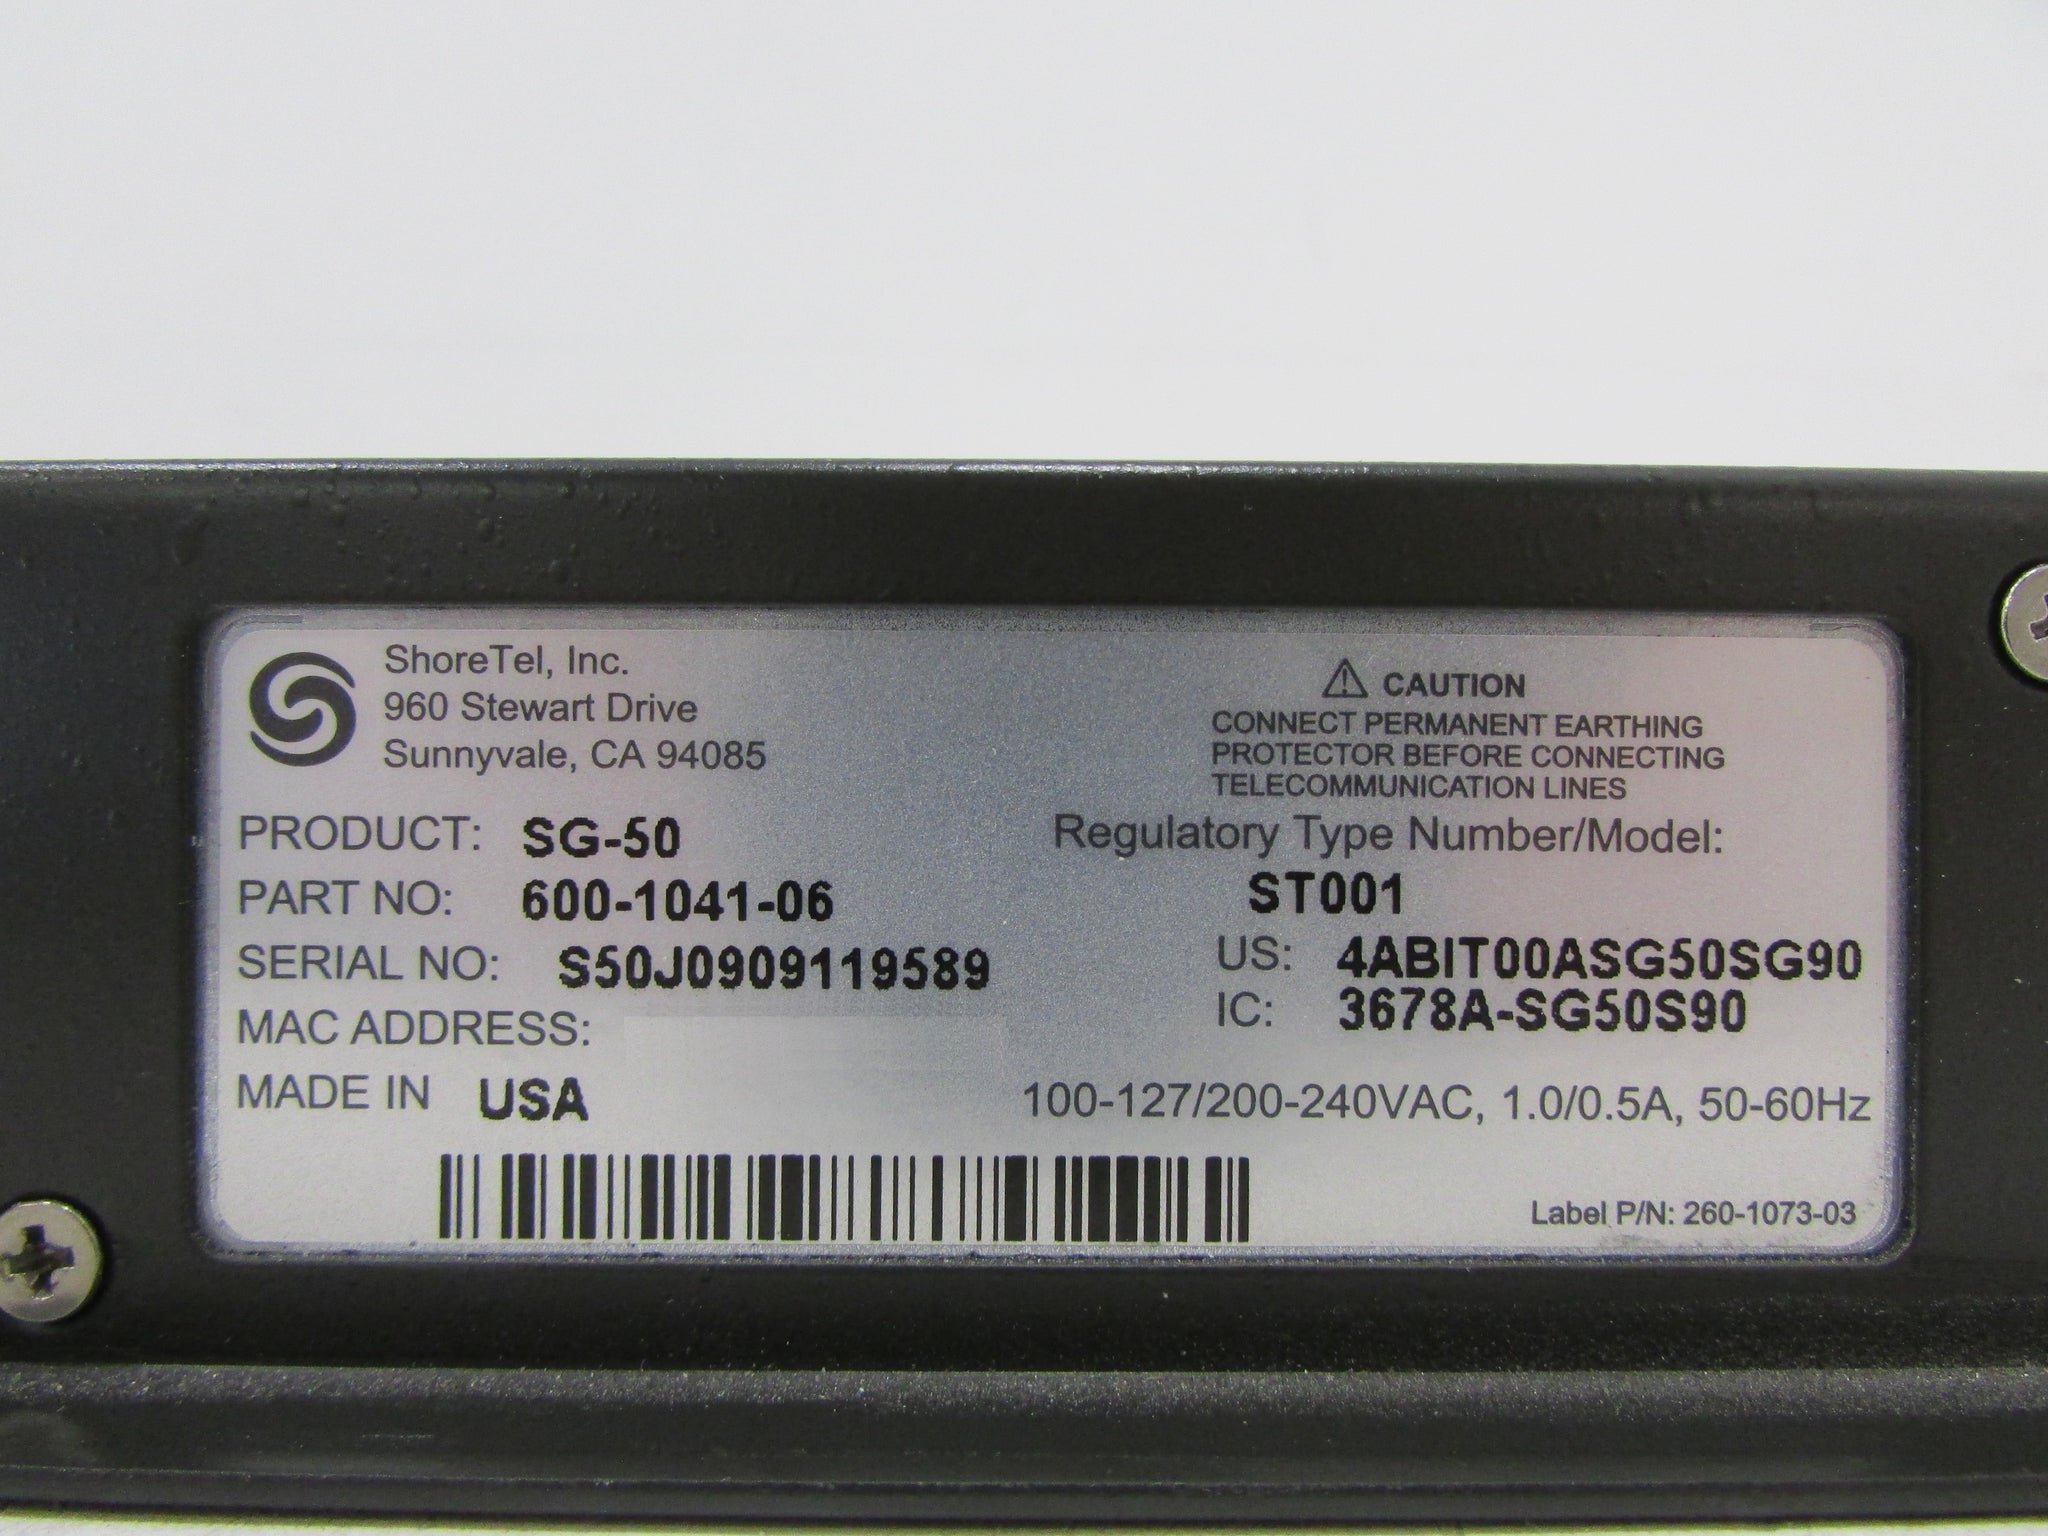 ShoreTel, Inc.
960 Stewart Drive
Sunnyvale, CA 94085
PRODUCT: SG-50
PART NO: 600-1041-06
SERIAL NO: S50J0909119589
MAC ADDRESS:
MADE IN USA
CAUTION
CONNECT PERMANENT EARTHING
PROTECTOR BEFORE CONNECTING
TELECOMMUNICATION LINES
Regulatory Type Number/Model:
ST001
US: 4ABIT00ASG50SG90
IC: 3678A-SG50S90
100-127/200-240VAC, 1.0/0.5A, 50-60Hz
Label P/N: 260-1073-03